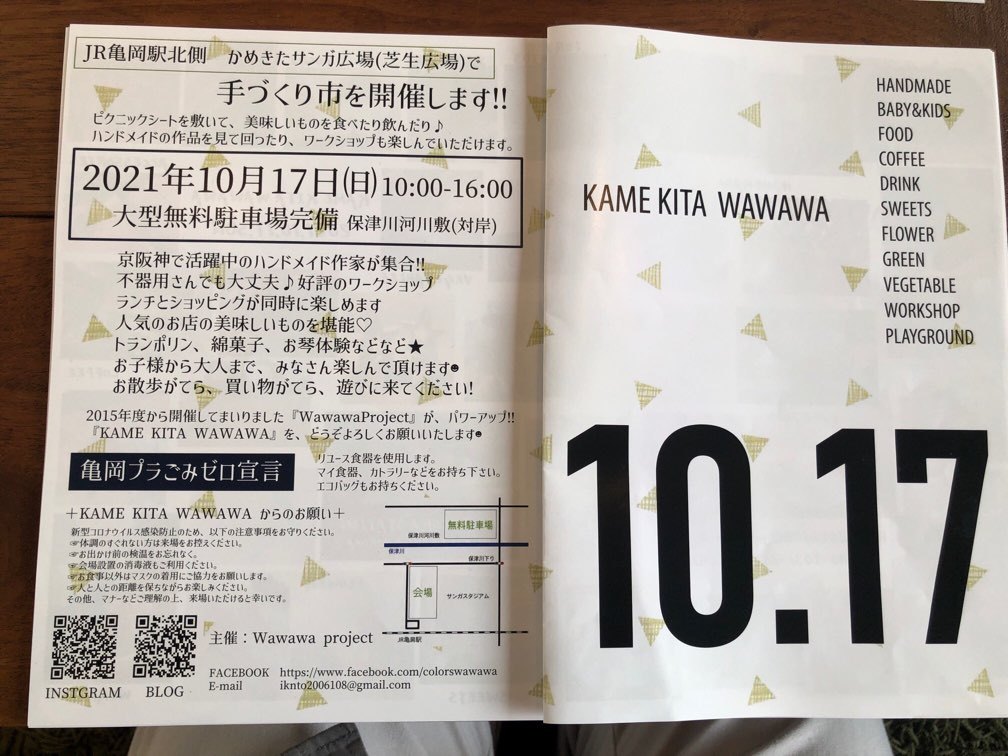 JR亀岡駅北側 かめきたサンガ広場(芝生広場)で
手づくり市を開催します!!
ピクニックシートを敷いて、美味しいものを食べたり飲んだり♪
ハンドメイドの作品を見て回ったり、ワークショップも楽しんでいただけます。
2021年10月17日(日)10:00-16:00
大型無料駐車場完備 保津川河川敷(対岸)
京阪神で活躍中のハンドメイド作家が集合!!
不器用さんでも大丈夫♪好評のワークショップ
ランチとショッピングが同時に楽しめます
人気のお店の美味しいものを堪能♡
トランポリン、綿菓子、お琴体験などなど★
お子様から大人まで、みなさん楽しんで頂けます☻
お散歩がてら、買い物がてら、遊びに来てください!
2015年度から開催してまいりました『WawawaProject』が、パワーアップ!!
『KAME KITA WAWAWA』を、どうぞよろしくお願いいたします☻
亀岡プラごみゼロ宣言
リユース食器を使用します。
マイ食器、カトラリーなどをお持ち下さい。
エコバッグもお持ちください。
+KAME KITA WAWAWA からのお願い+
新型コロナウイルス感染防止のため、以下の注意事項をお守りください。
☞体調のすぐれない方は来場をお控えください。
☞お出かけ前の検温をお忘れなく。
☞会場設置の消毒液もご利用ください。
☞お食事以外はマスクの着用にご協力をお願いします。
☞人と人との距離を保ちながらお楽しみください。
その他、マナーなどご理解の上、来場いただけると幸いです。
無料駐車場
保津川河川敷
保津川
保津川下り
会場
サンガスタジアム
JR亀岡駅
主催:Wawawa project
INSTGRAM
BLOG
FACEBOOK https://www.facebook.com/colorswawawa
E-mail iknto2006108@gmail.com
KAME KITA WAWAWA
HANDMADE
BABY&KIDS
FOOD
COFFEE
DRINK
SWEETS
FLOWER
GREEN
VEGETABLE
WORKSHOP
PLAYGROUND
10.17